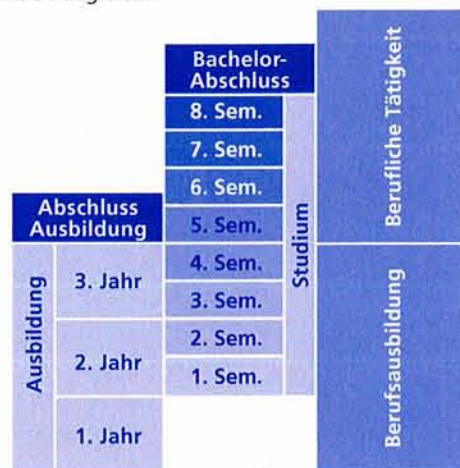 Bachelor-
Abschluss
8. Sem.
7. Sem.
6. Sem.
5. Sem.
4. Sem.
3. Sem.
2. Sem.
1. Sem.
Studium
Abschluss
Ausbildung
Ausbildung
3. Jahr
2. Jahr
1. Jahr
Berufliche Tätigkeit
Berufsausbildung